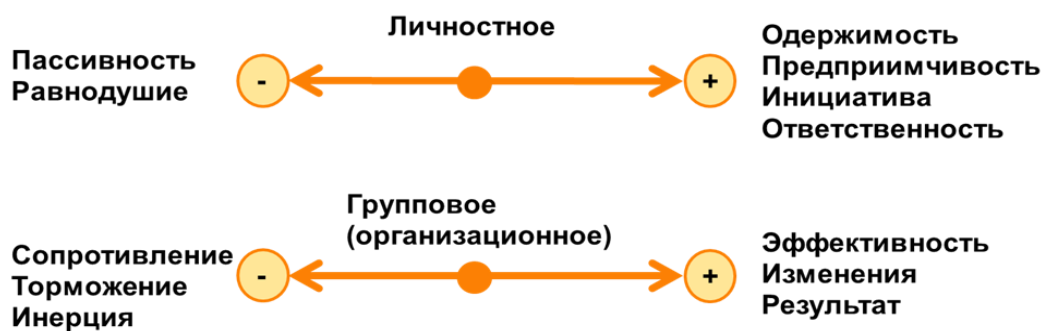 Личностное
Пассивность
Равнодушие
-
+
Одержимость
Предприимчивость
Инициатива
Ответственность
Групповое
(организационное)
Сопротивление
Торможение
Инерция
-
+
Эффективность
Изменения
Результат